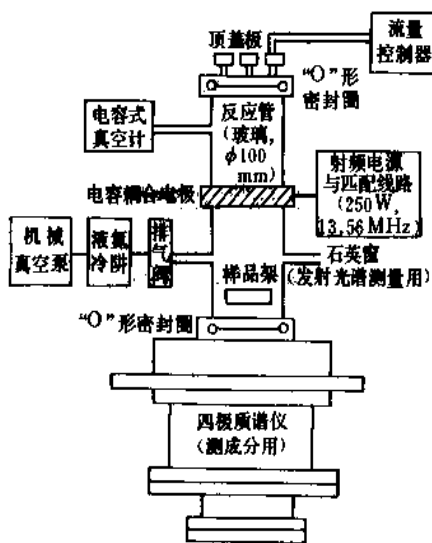 顶盖板
流量
控制器
“O”形
密封圈
电容式
真空计
反应管
(玻璃,
φ100
mm)
电容耦合电极
射频电源
与匹配线路
(250W,
13.56MHz)
机械
真空泵
液氮
冷阱
排
气
阀
石英窗
(发射光谱测量用)
样品架
“O”形密封圈
四极质谱仪
(测成分用)